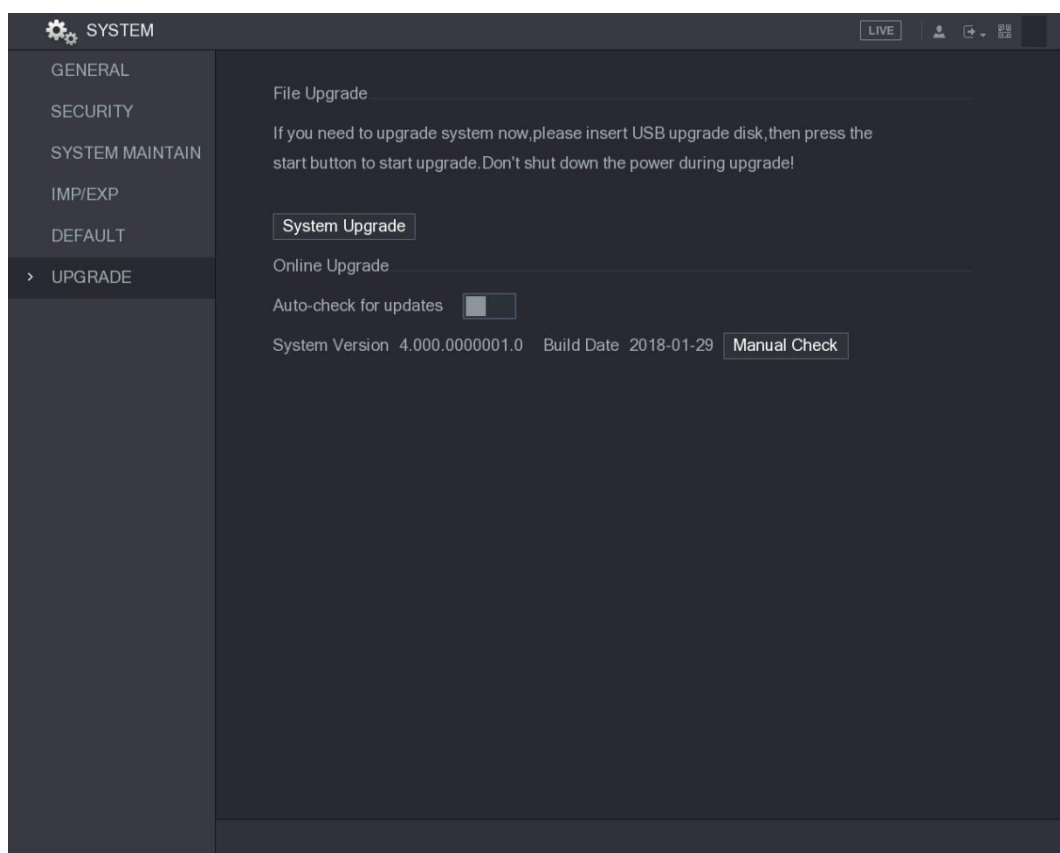 SYSTEM
LIVE
GENERAL
SECURITY
SYSTEM MAINTAIN
IMP/EXP
DEFAULT
UPGRADE
File Upgrade
If you need to upgrade system now,please insert USB upgrade disk,then press the
start button to start upgrade.Don't shut down the power during upgrade!
System Upgrade
Online Upgrade
Auto-check for updates
System Version 4.000.0000001.0 Build Date 2018-01-29 Manual Check